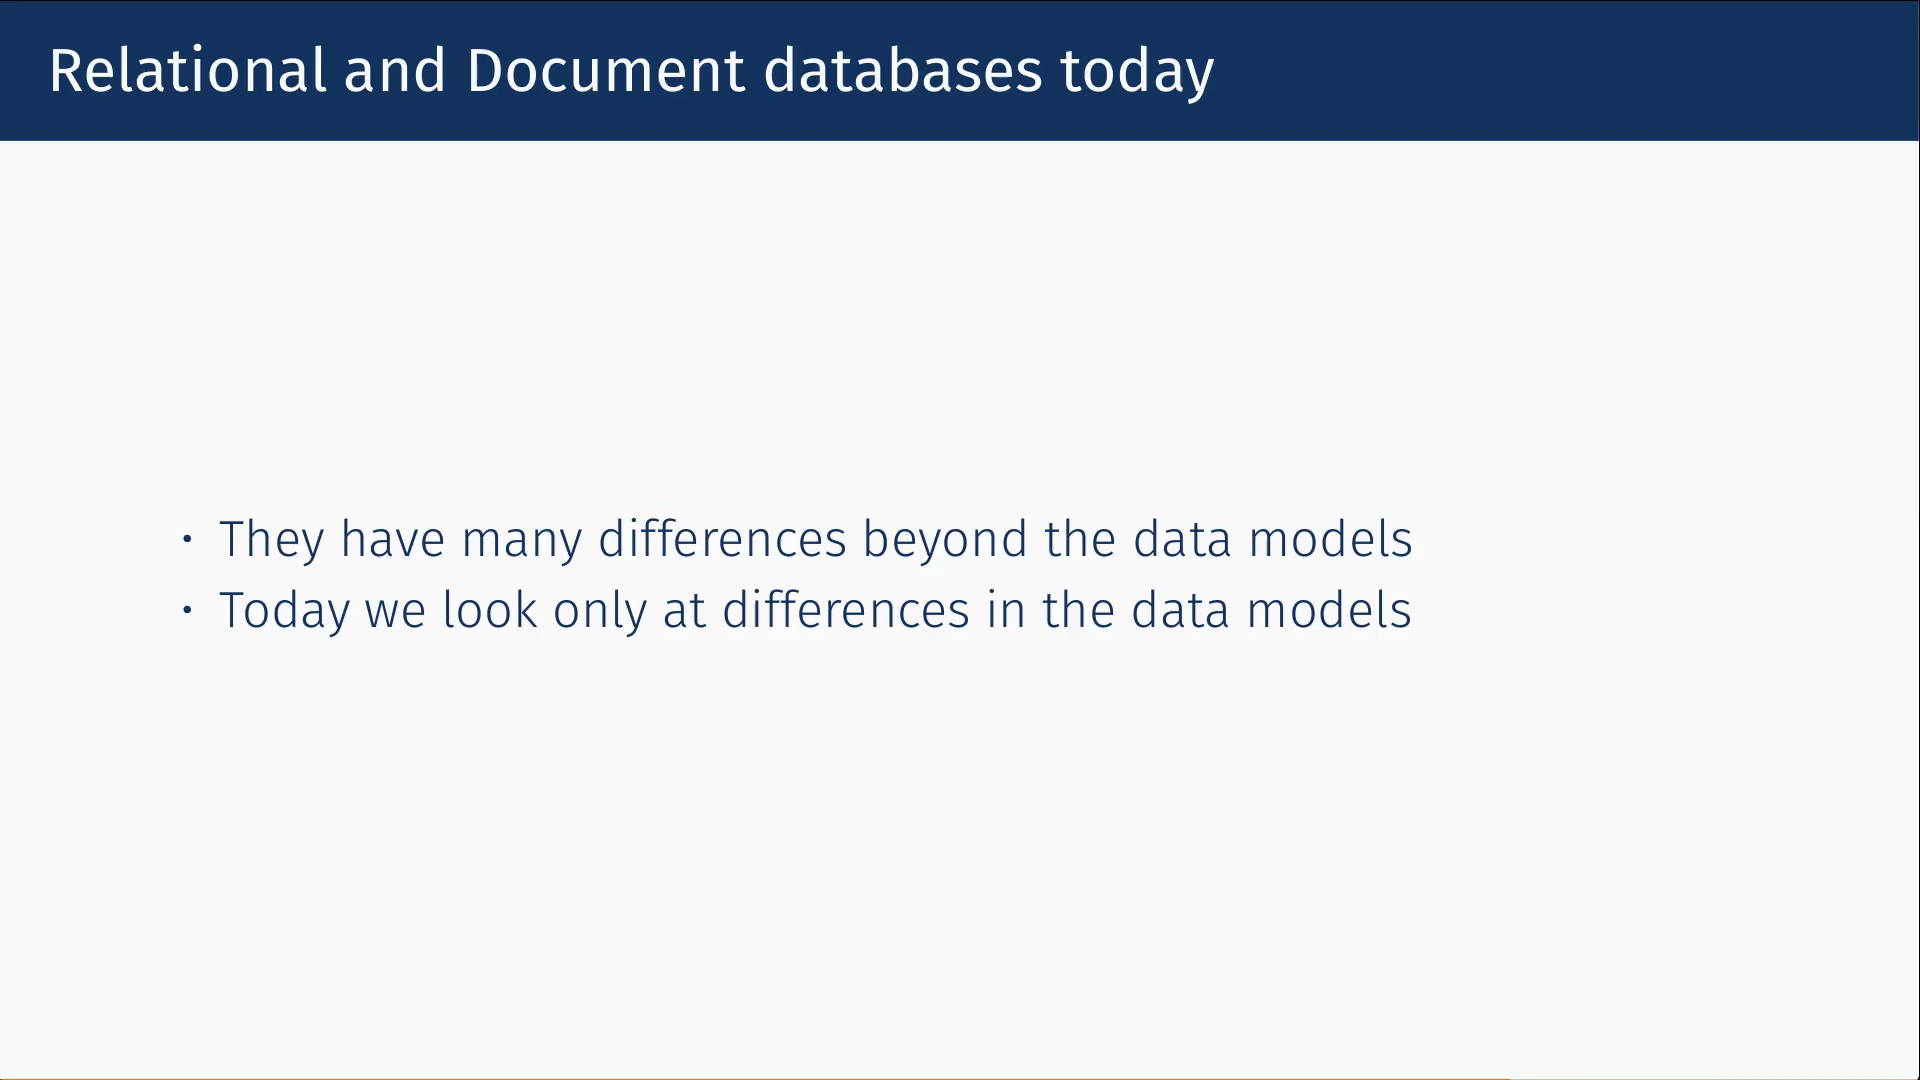 Relational and Document databases today
• They have many differences beyond the data models
• Today we look only at differences in the data models